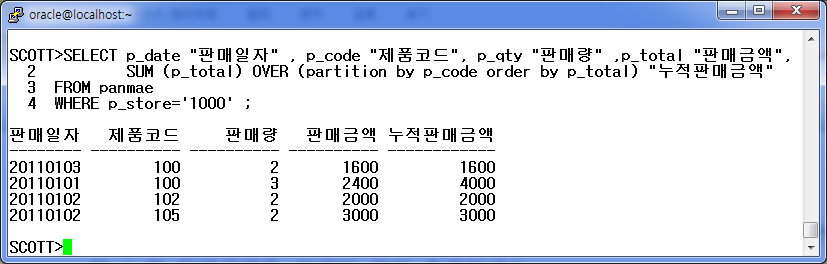 oracle@localhost:~
SCOTT>SELECT p_date "판매일자" , p_code "제품코드", p_qty "판매량" ,p_total "판매금액",
2 SUM (p_total) OVER (partition by p_code order by p_total) "누적판매금액"
3 FROM panmae
4 WHERE p_store='1000' ;
판매일자 제품코드 판매량 판매금액 누적판매금액
---------- ---------- ---------- ---------- ------------
20110103 100 2 1600 1600
20110101 100 3 2400 4000
20110102 102 2 2000 2000
20110102 105 2 3000 3000
SCOTT>